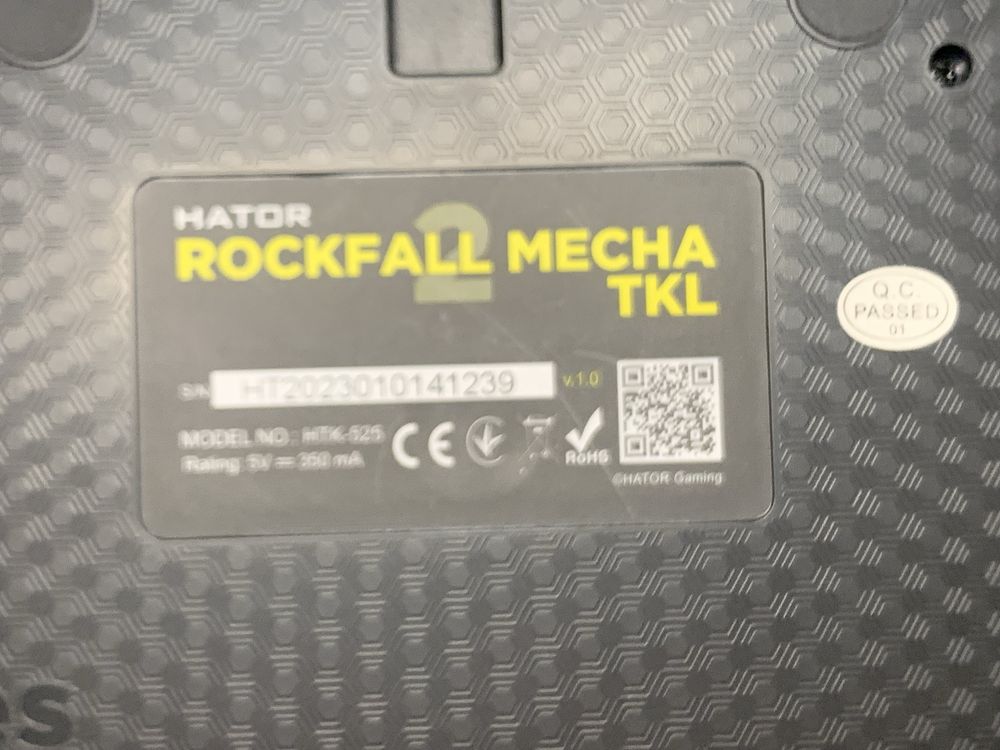 HATOR
ROCKFALL 2 MECHA
TKL
S/N HT2023010141239 v.1.0
MODEL NO.: HTK-525
Rating: 5V ⎓ 350 mA
CE
RoHS
©HATOR Gaming
Q.C.
PASSED
01
es